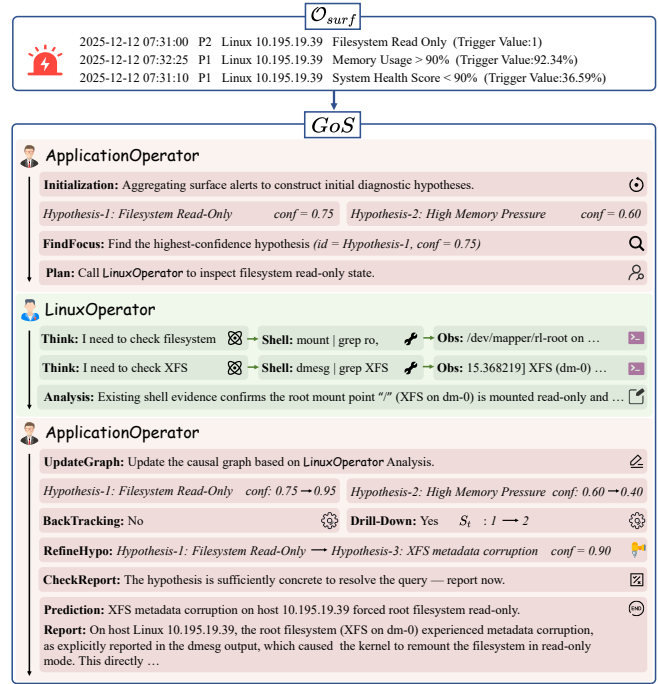 O_surf
2025-12-12 07:31:00 P2 Linux 10.195.19.39 Filesystem Read Only (Trigger Value:1)
2025-12-12 07:32:25 P1 Linux 10.195.19.39 Memory Usage > 90% (Trigger Value:92.34%)
2025-12-12 07:31:10 P1 Linux 10.195.19.39 System Health Score < 90% (Trigger Value:36.59%)
GoS
ApplicationOperator
Initialization: Aggregating surface alerts to construct initial diagnostic hypotheses.
Hypothesis-1: Filesystem Read-Only conf = 0.75
Hypothesis-2: High Memory Pressure conf = 0.60
FindFocus: Find the highest-confidence hypothesis (id = Hypothesis-1, conf = 0.75)
Plan: Call LinuxOperator to inspect filesystem read-only state.
LinuxOperator
Think: I need to check filesystem → Shell: mount | grep ro, → Obs: /dev/mapper/rl-root on …
Think: I need to check XFS → Shell: dmesg | grep XFS → Obs: 15.368219] XFS (dm-0) …
Analysis: Existing shell evidence confirms the root mount point "/" (XFS on dm-0) is mounted read-only and …
ApplicationOperator
UpdateGraph: Update the causal graph based on LinuxOperator Analysis.
Hypothesis-1: Filesystem Read-Only conf: 0.75→0.95
Hypothesis-2: High Memory Pressure conf: 0.60→0.40
BackTracking: No
Drill-Down: Yes S_t : 1 → 2
RefineHypo: Hypothesis-1: Filesystem Read-Only → Hypothesis-3: XFS metadata corruption conf = 0.90
CheckReport: The hypothesis is sufficiently concrete to resolve the query — report now.
Prediction: XFS metadata corruption on host 10.195.19.39 forced root filesystem read-only.
END
Report: On host Linux 10.195.19.39, the root filesystem (XFS on dm-0) experienced metadata corruption,
as explicitly reported in the dmesg output, which caused the kernel to remount the filesystem in read-only
mode. This directly …